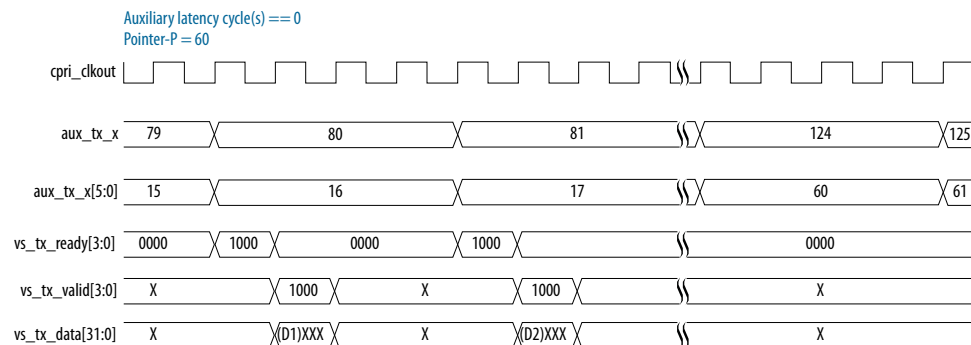 Auxiliary latency cycle(s) == 0
Pointer-P = 60
cpri_clkout
aux_tx_x 79 80 81 124 125
aux_tx_x[5:0] 15 16 17 60 61
vs_tx_ready[3:0] 0000 1000 0000 1000 0000
vs_tx_valid[3:0] X 1000 X 1000 X
vs_tx_data[31:0] X (D1)XXX X (D2)XXX X